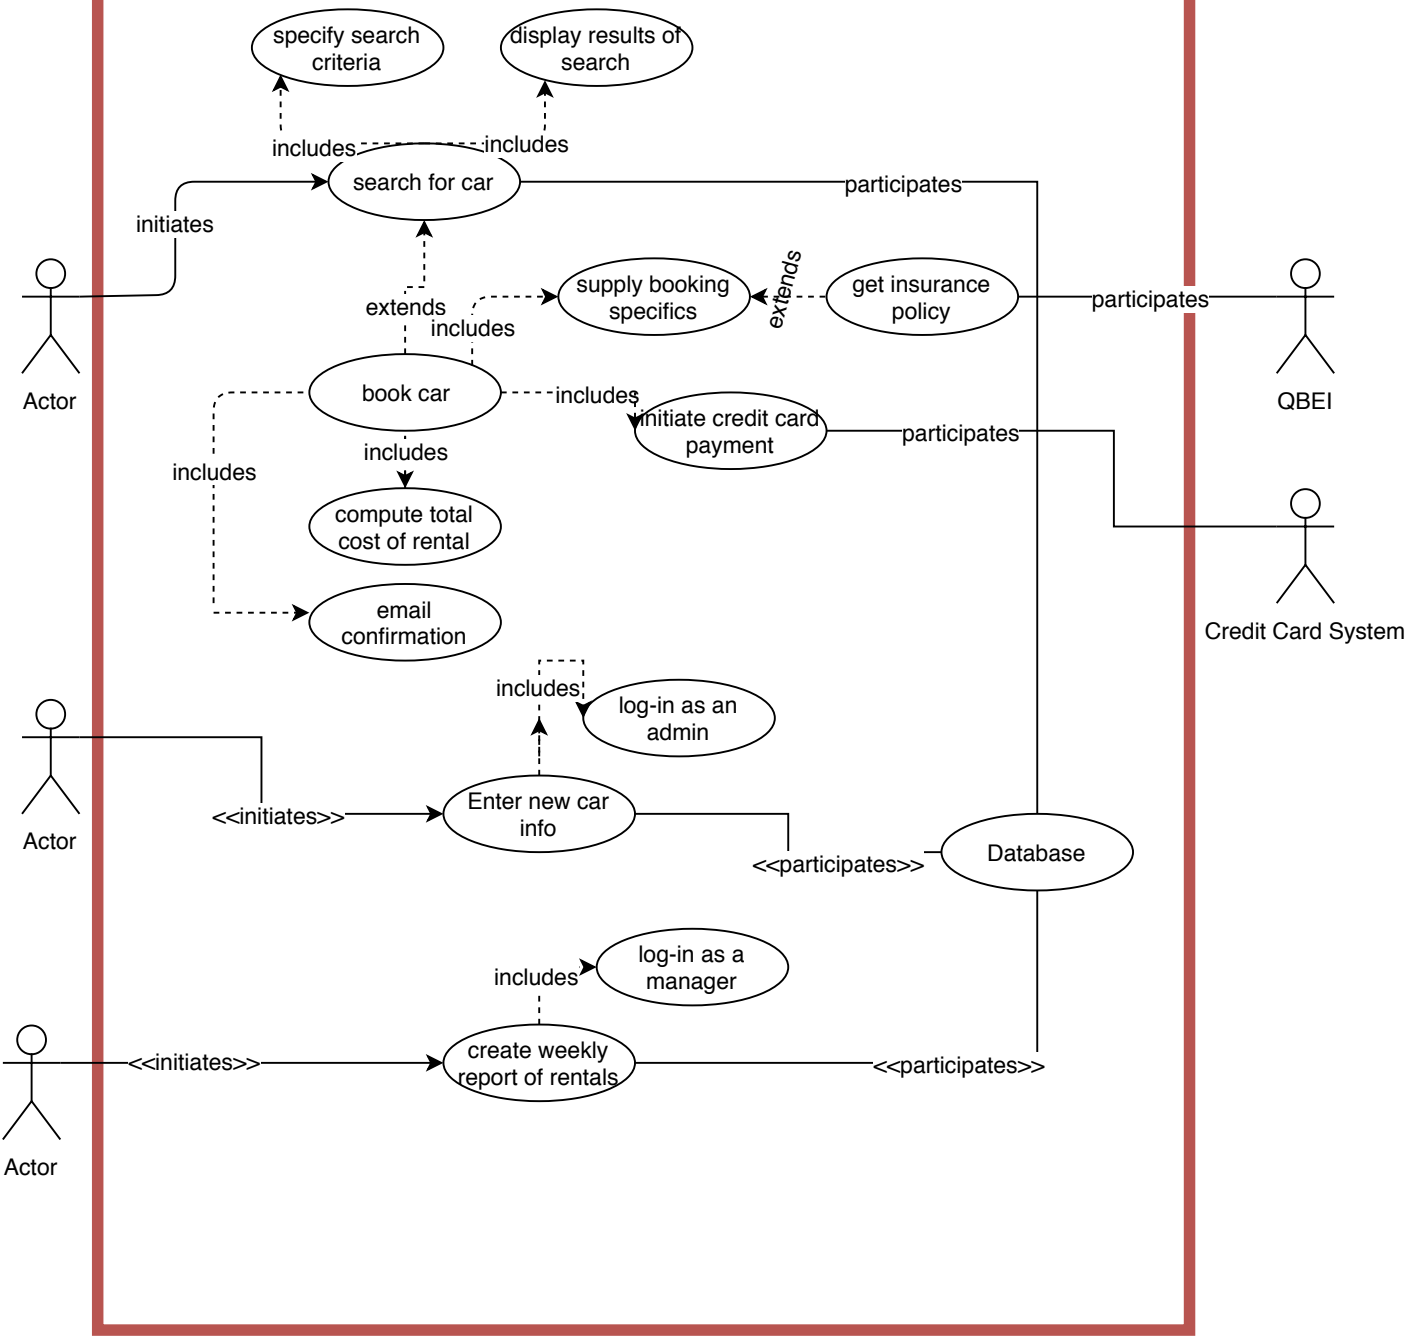 specify search
criteria
display results of
search
includes
includes
search for car
participates
initiates
supply booking
specifics
extends
get insurance
policy
participates
extends
includes
Actor
book car
includes
initiate credit card
payment
participates
QBEI
includes
includes
compute total
cost of rental
email
confirmation
Credit Card System
includes
log-in as an
admin
Actor
<<initiates>>
Enter new car
info
<<participates>>
Database
log-in as a
manager
includes
<<initiates>>
create weekly
report of rentals
<<participates>>
Actor